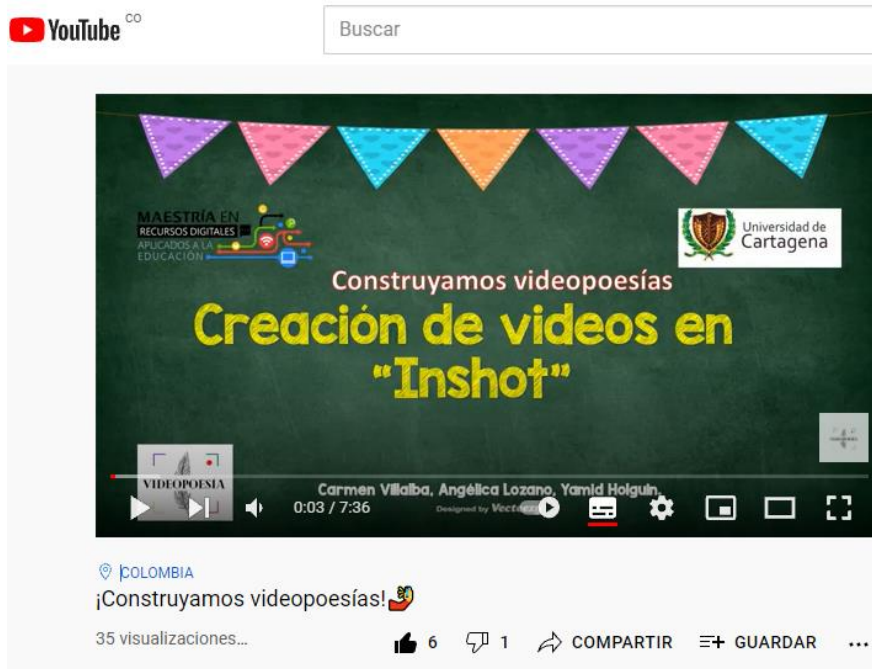 YouTube CO
Buscar
MAESTRÍA EN
RECURSOS DIGITALES
APLICADOS A LA
EDUCACIÓN
Universidad de
Cartagena
Construyamos videopoesías
Creación de videos en
“Inshot”
VIDEOPOESÍA
Carmen Villalba, Angélica Lozano, Yamid Holguin.
0:03 / 7:36
Designed by
COLOMBIA
¡Construyamos videopoesías!
35 visualizaciones...
6
1
COMPARTIR
GUARDAR
...